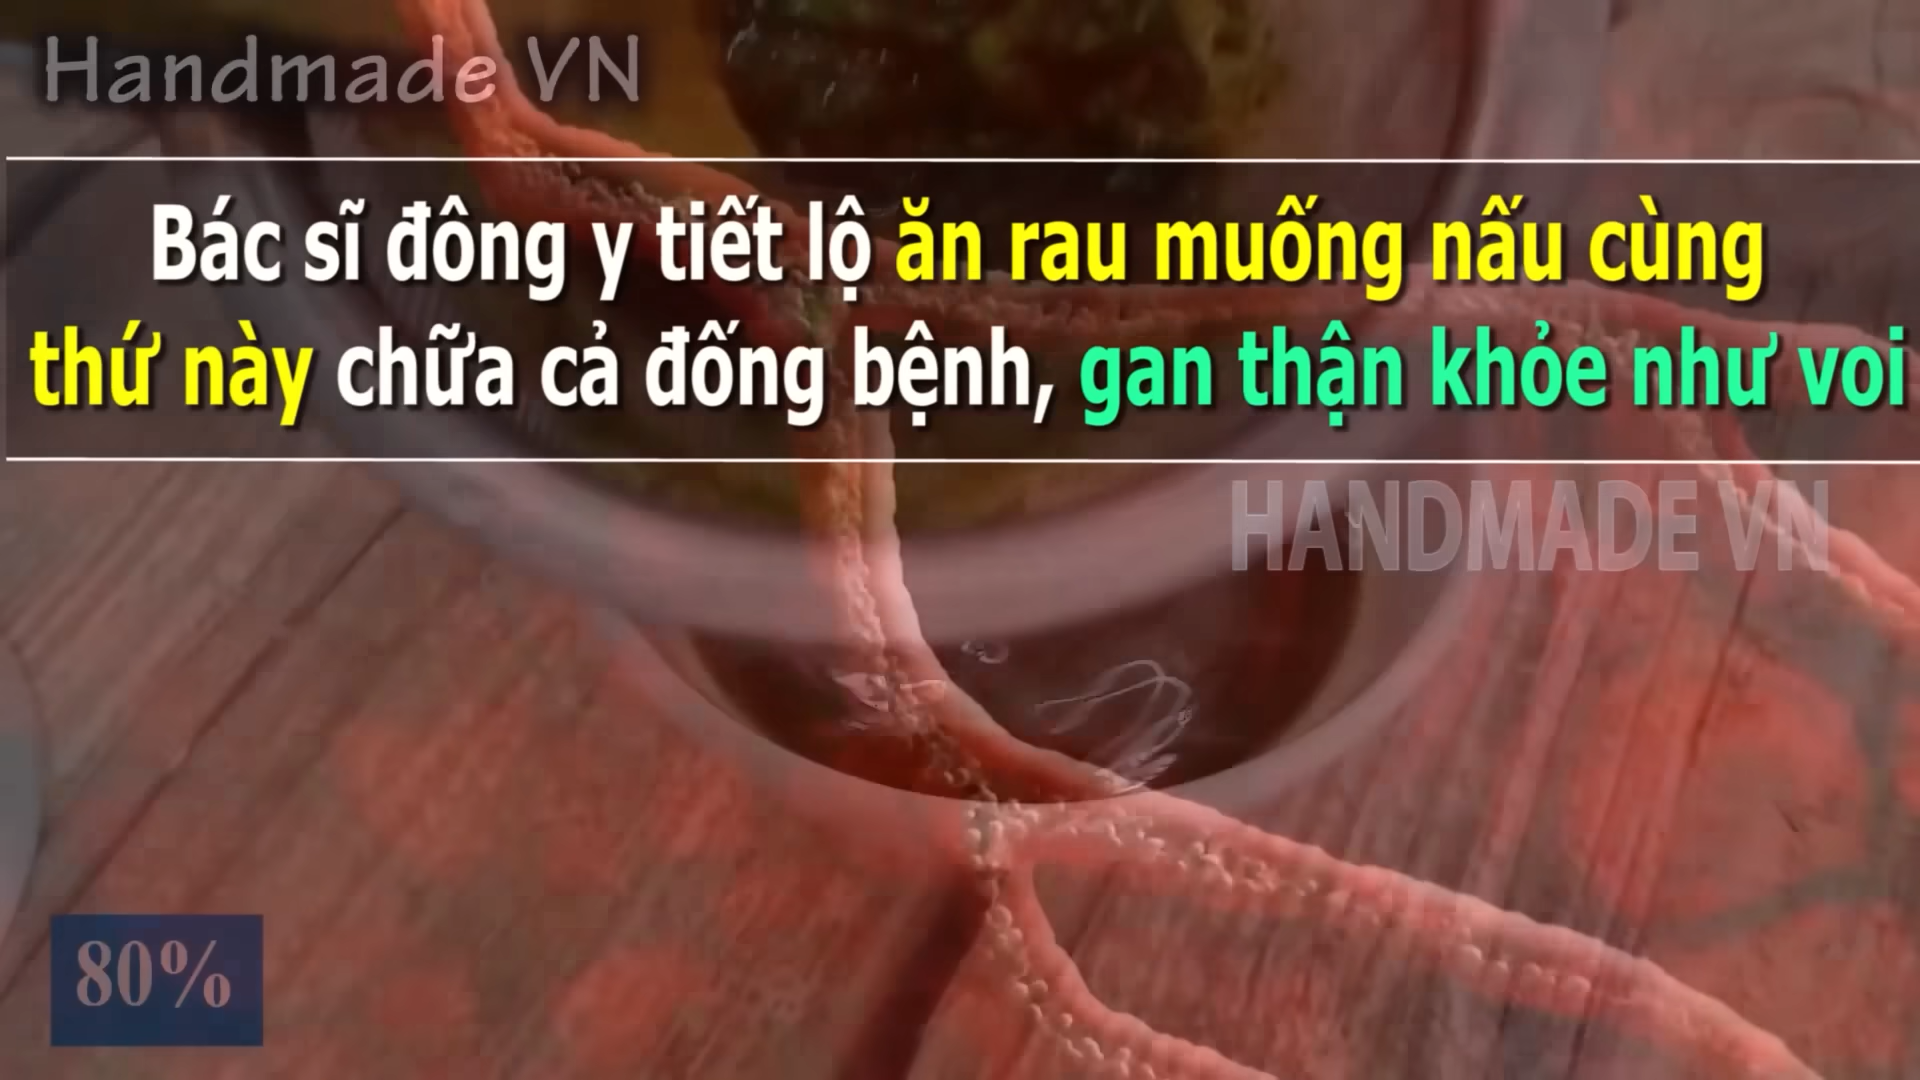 Handmade VN
Bác sĩ đông y tiết lộ ăn rau muống nấu cùng
thứ này chữa cả đống bệnh, gan thận khỏe như voi
HANDMADE VN
80%